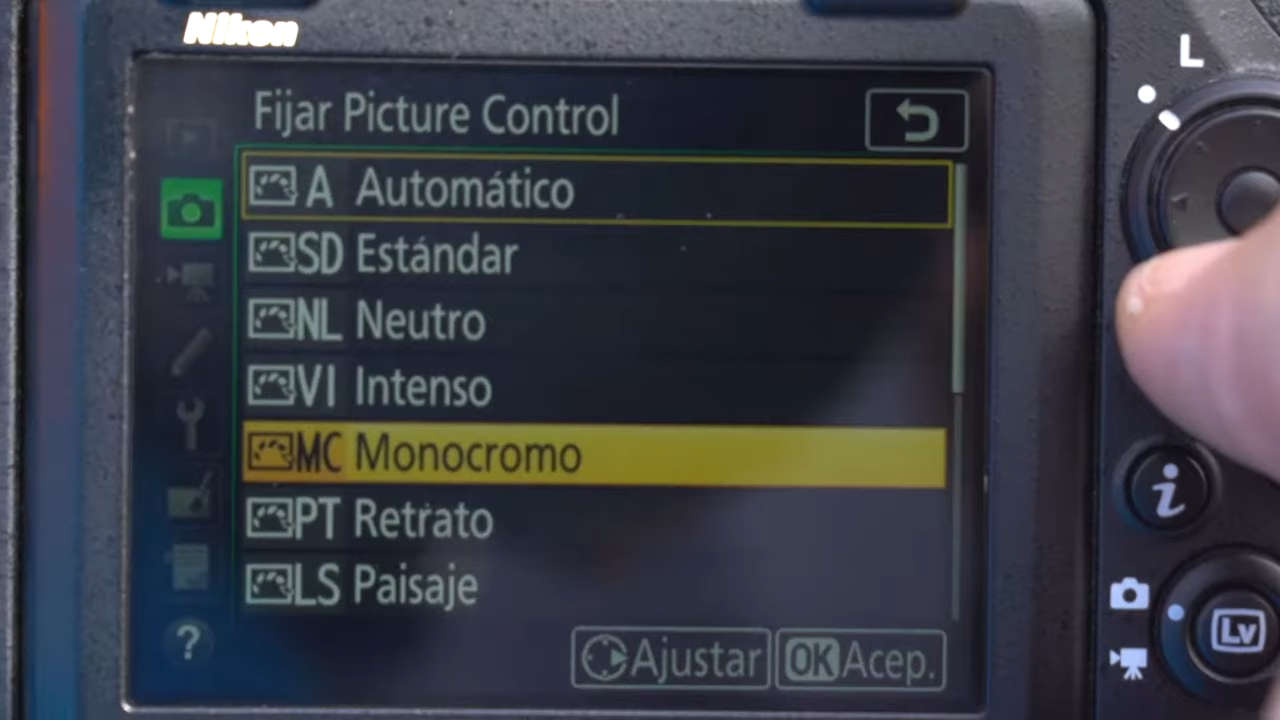 Nikon
L
Fijar Picture Control
A Automático
SD Estándar
NL Neutro
VI Intenso
MC Monocromo
PT Retrato
LS Paisaje
?
Ajustar OK Acep.
i
Lv